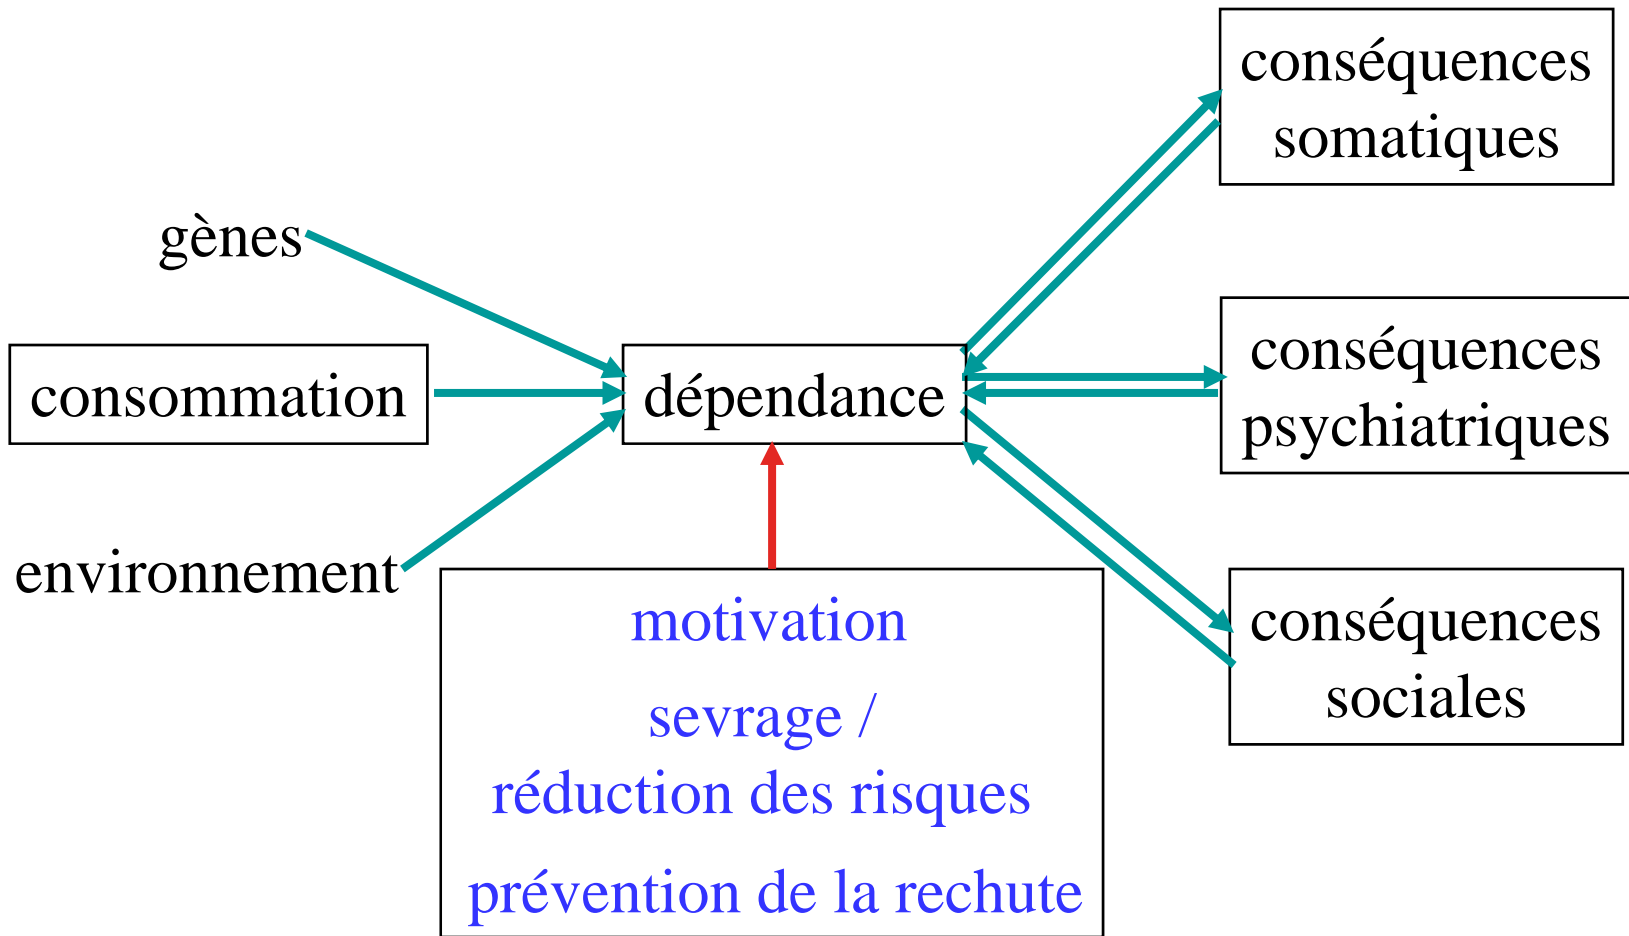 conséquences
somatiques
gènes
consommation
dépendance
conséquences
psychiatriques
environnement
motivation
sevrage /
réduction des risques
prévention de la rechute
conséquences
sociales